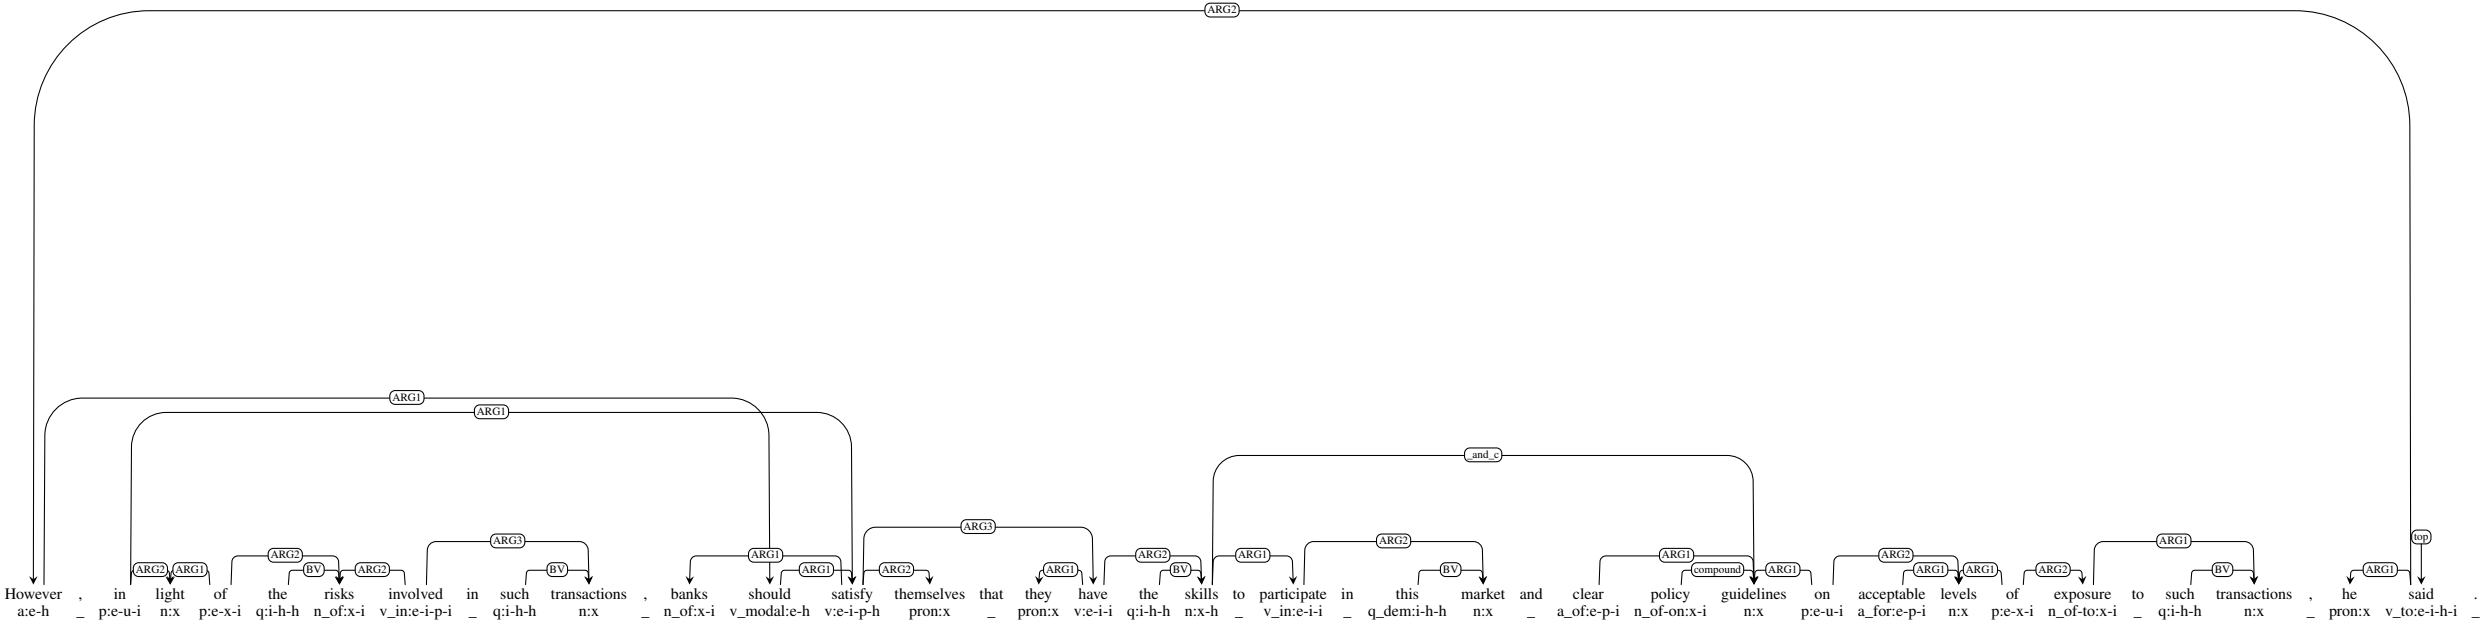 ARG2
ARG1
ARG1
_and_c
ARG3
top
ARG3 ARG2
ARG2 ARG1 ARG2 ARG1 ARG1 ARG2 ARG1
ARG2 ARG1 BV ARG2 BV ARG1 ARG2 ARG1 BV BV compound ARG1 ARG1 ARG1 ARG2 BV ARG1
However , in light of the risks involved in such transactions , banks should satisfy themselves that they have the skills to participate in this market and clear policy guidelines on acceptable levels of exposure to such transactions , he said .
a:e-h _ p:e-u-i n:x p:e-x-i q:i-h-h n_of:x-i v_in:e-i-p-i _ q:i-h-h n:x _ n_of:x-i v_modal:e-h v:e-i-p-h pron:x _ pron:x v:e-i-i q:i-h-h n:x-h _ v_in:e-i-i _ q_dem:i-h-h n:x _ a_of:e-p-i n_of-on:x-i n:x p:e-u-i a_for:e-p-i n:x p:e-x-i n_of-to:x-i _ q:i-h-h n:x _ pron:x v_to:e-i-h-i _